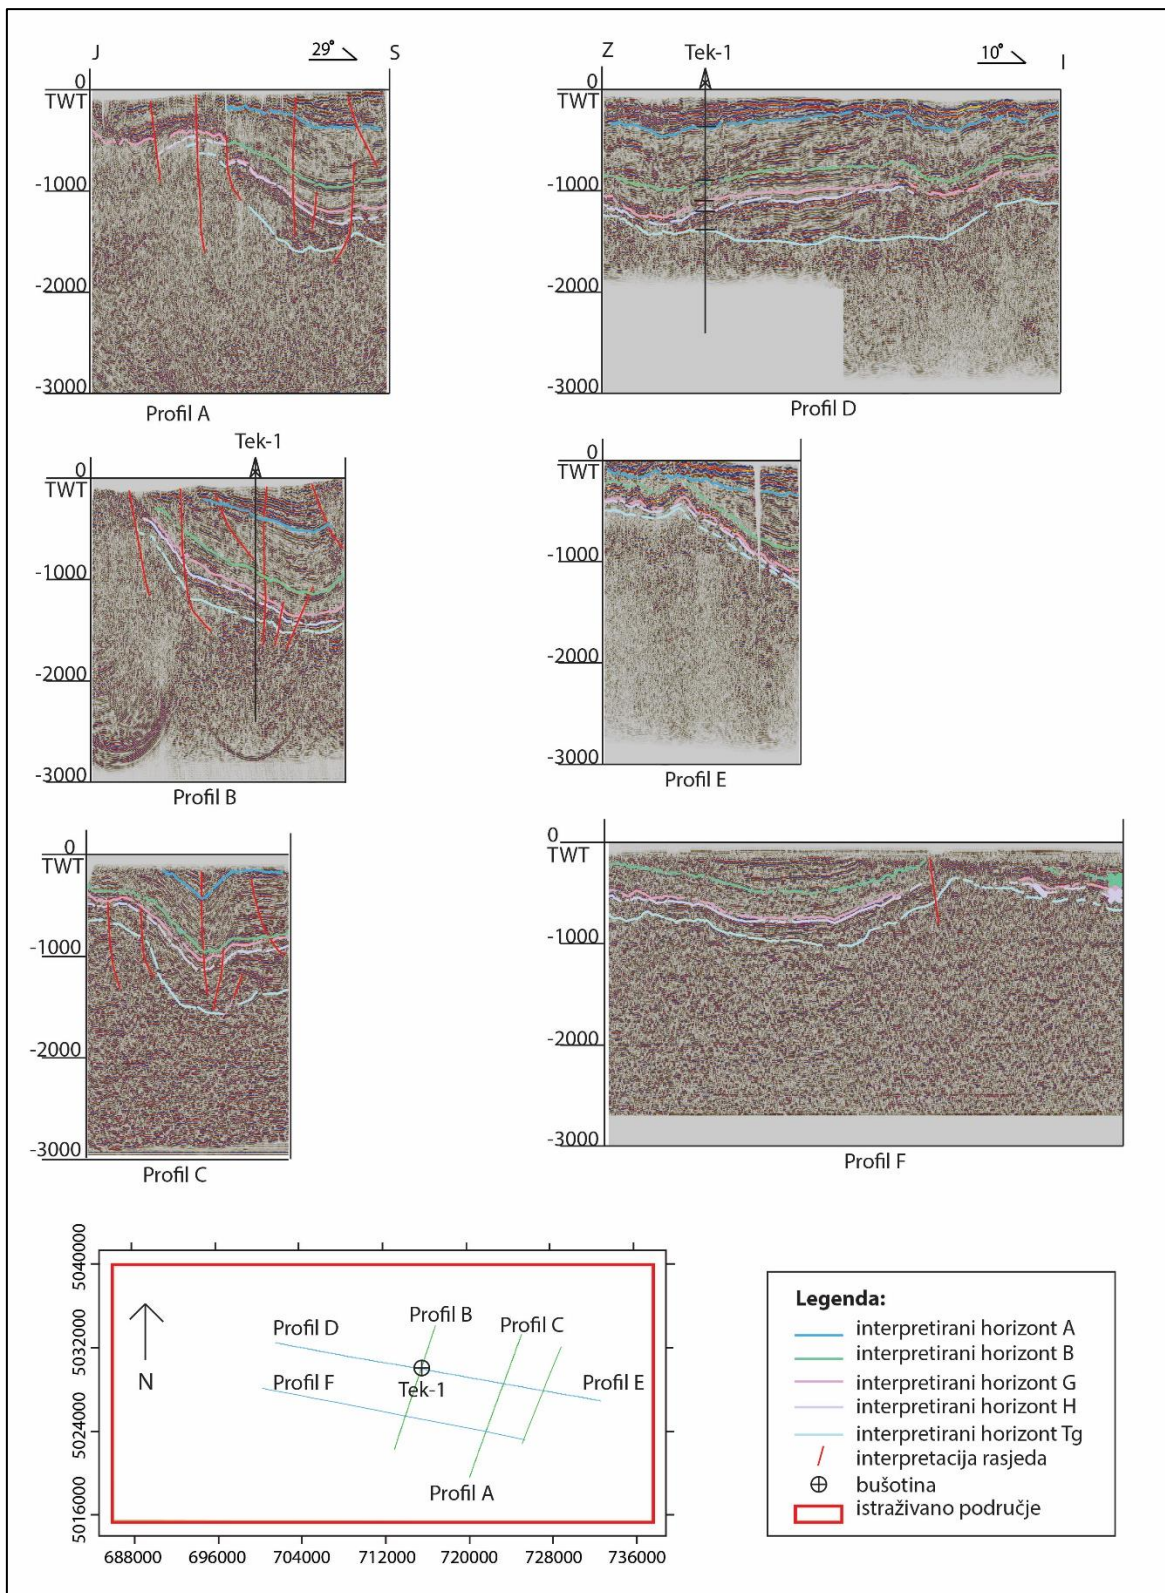 J 29° S
0
TWT
-1000
-2000
-3000
Profil A
Z Tek-1 10° I
0
TWT
-1000
-2000
-3000
Profil D
Tek-1
0
TWT
-1000
-2000
-3000
Profil B
0
TWT
-1000
-2000
-3000
Profil E
0
TWT
-1000
-2000
-3000
Profil C
0
TWT
-1000
-2000
-3000
Profil F
5040000
5032000
5024000
5016000
N
Profil D
Profil B
Profil C
Profil F
Tek-1
Profil E
Profil A
688000 696000 704000 712000 720000 728000 736000
Legenda:
interpretirani horizont A
interpretirani horizont B
interpretirani horizont G
interpretirani horizont H
interpretirani horizont Tg
interpretacija rasjeda
bušotina
istraživano područje